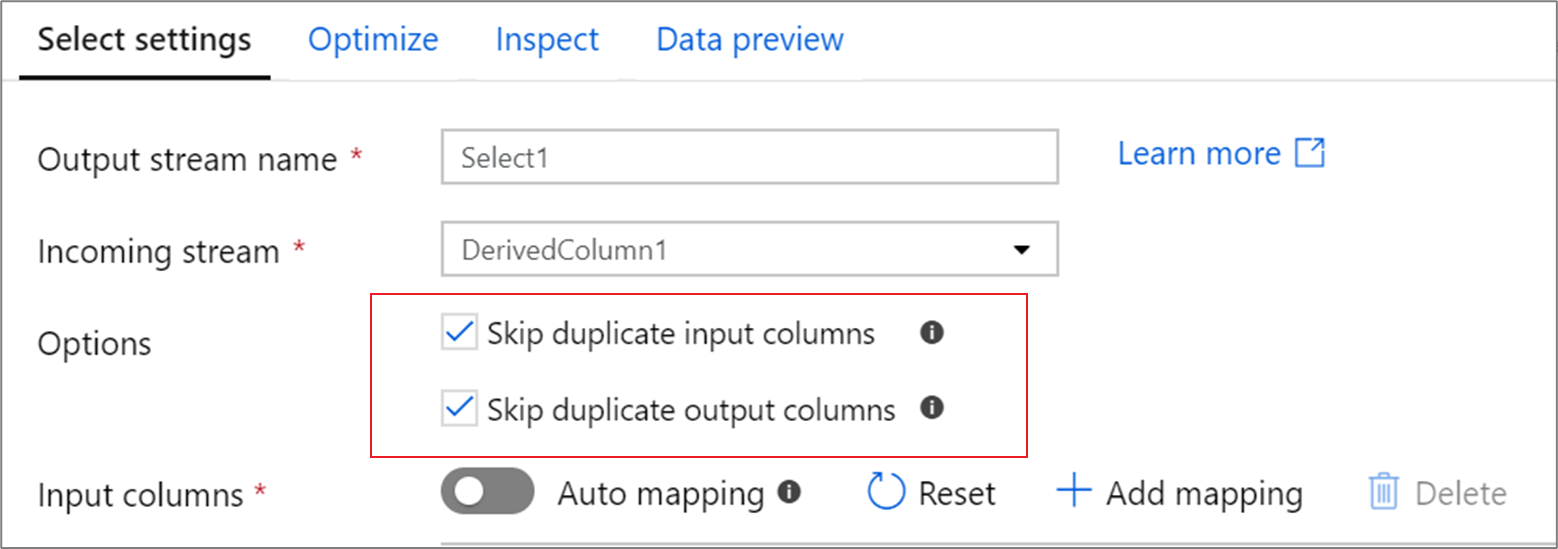 Select settings Optimize Inspect Data preview
Output stream name * Select1 Learn more
Incoming stream * DerivedColumn1
Options Skip duplicate input columns
Skip duplicate output columns
Input columns * Auto mapping Reset Add mapping Delete